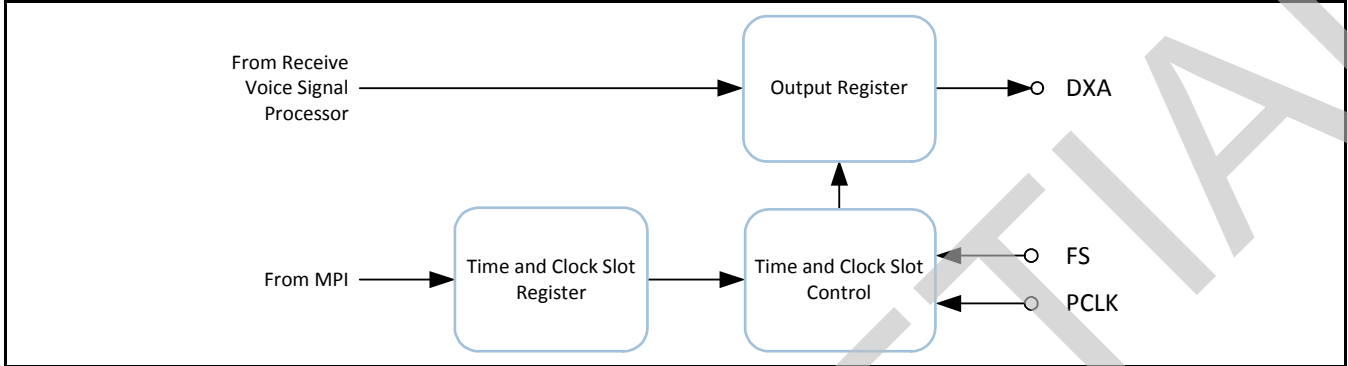 From Receive
Voice Signal
Processor
Output Register
DXA
From MPI
Time and Clock Slot
Register
Time and Clock Slot
Control
FS
PCLK